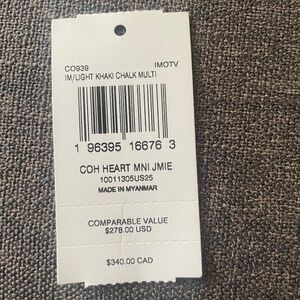 CO939 IMOTV
IM/LIGHT KHAKI CHALK MULTI
1 96395 16676 3
COH HEART MNI JMIE
10011305US25
MADE IN MYANMAR
COMPARABLE VALUE
$278.00 USD
$340.00 CAD